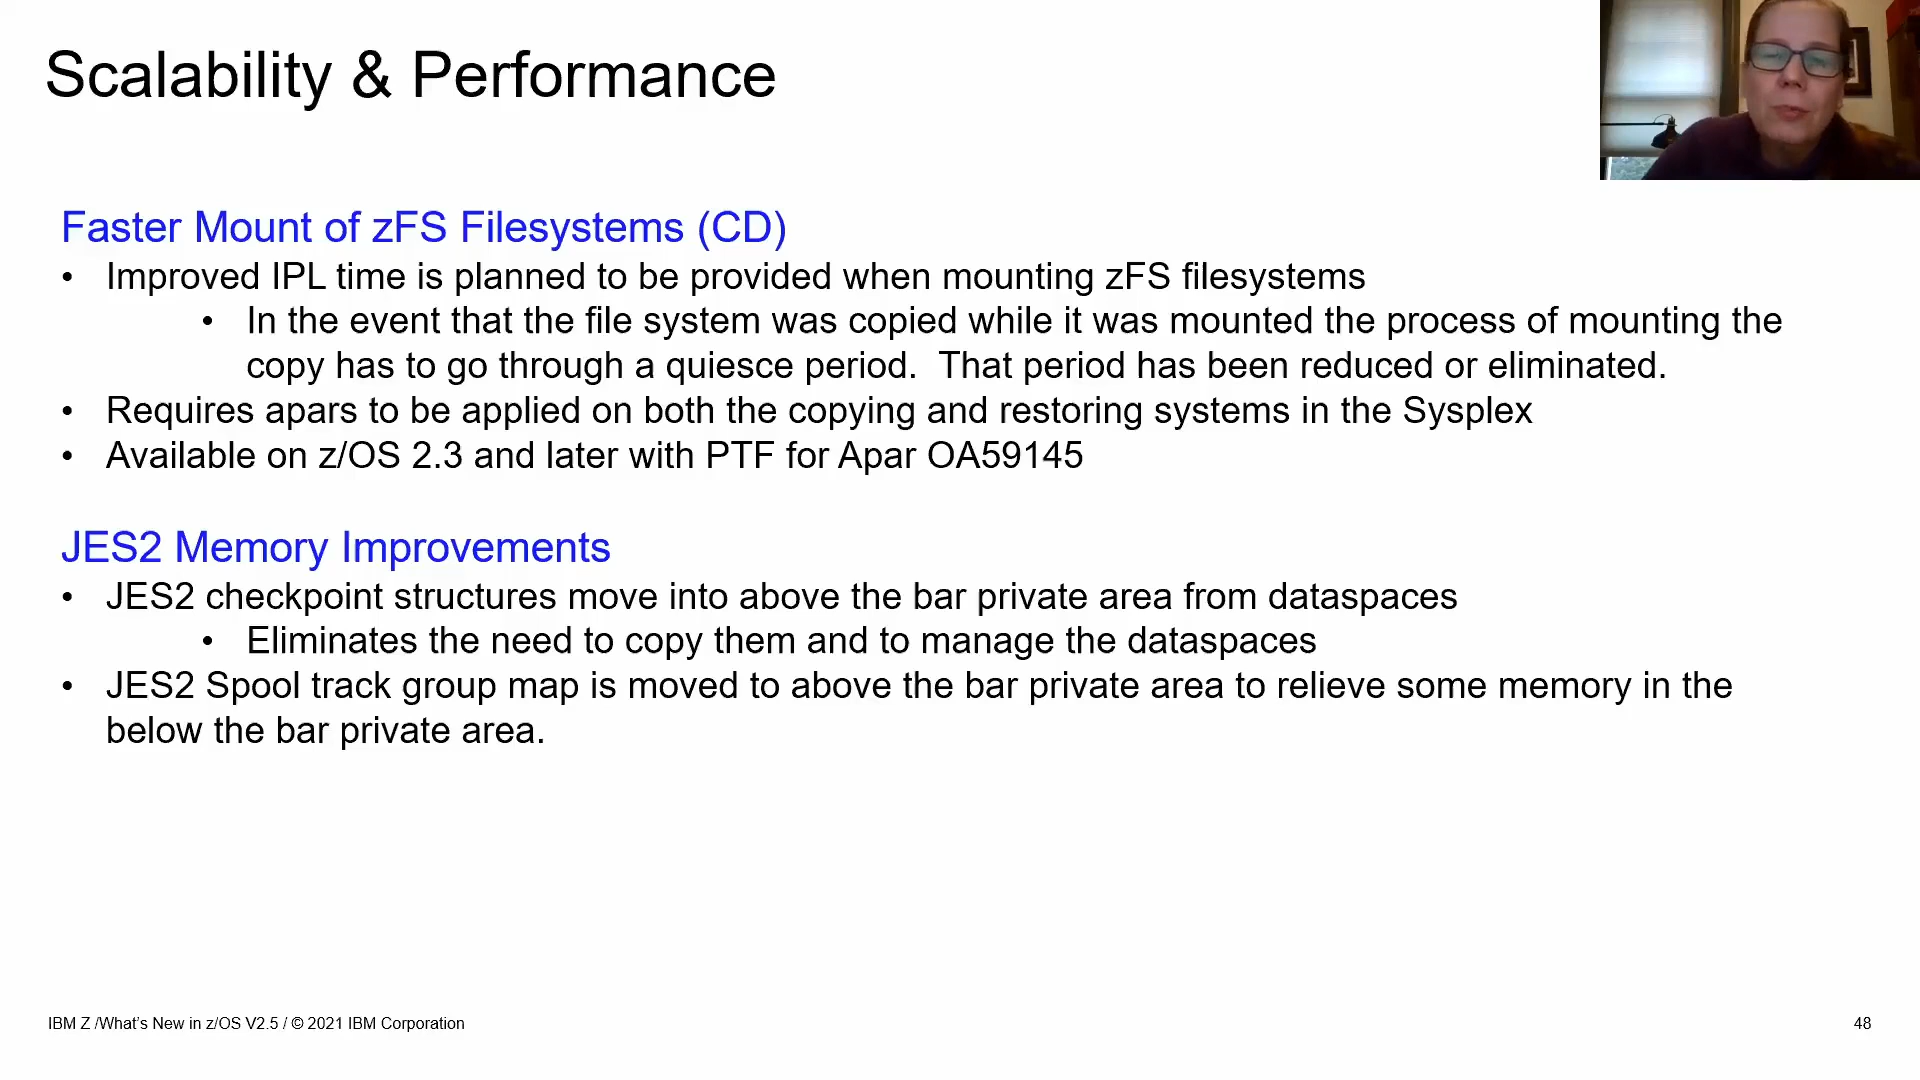 Scalability & Performance
Faster Mount of zFS Filesystems (CD)
• Improved IPL time is planned to be provided when mounting zFS filesystems
• In the event that the file system was copied while it was mounted the process of mounting the
copy has to go through a quiesce period.  That period has been reduced or eliminated.
• Requires apars to be applied on both the copying and restoring systems in the Sysplex
• Available on z/OS 2.3 and later with PTF for Apar OA59145
JES2 Memory Improvements
• JES2 checkpoint structures move into above the bar private area from dataspaces
• Eliminates the need to copy them and to manage the dataspaces
• JES2 Spool track group map is moved to above the bar private area to relieve some memory in the
below the bar private area.
IBM Z /What’s New in z/OS V2.5 / © 2021 IBM Corporation
48